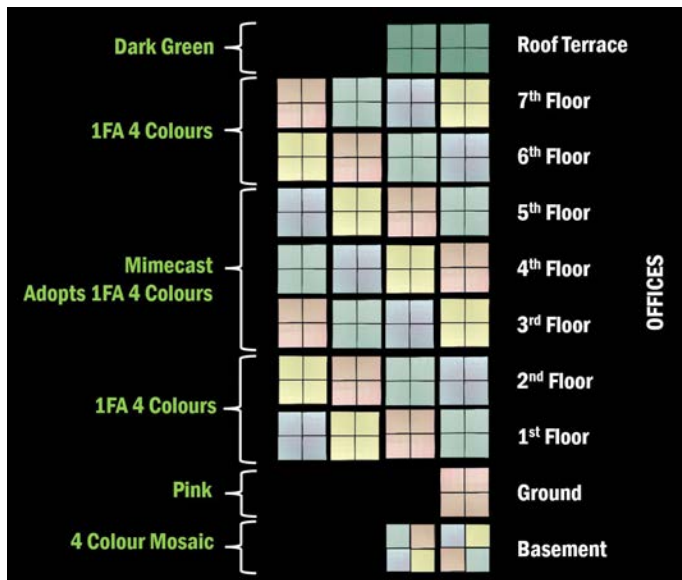 Dark Green
Roof Terrace
7th Floor
1FA 4 Colours
6th Floor
5th Floor
Mimecast
Adopts 1FA 4 Colours
4th Floor
3rd Floor
OFFICES
2nd Floor
1FA 4 Colours
1st Floor
Pink
Ground
4 Colour Mosaic
Basement